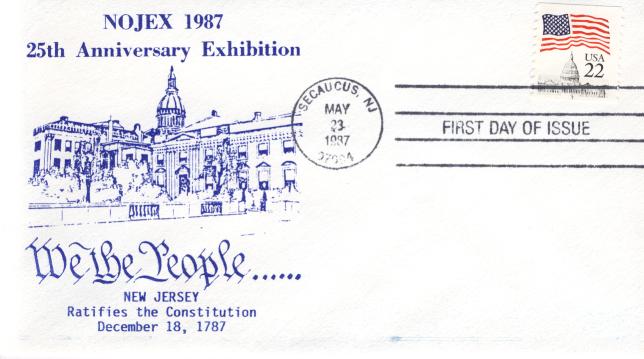 NOJEX 1987
25th Anniversary Exhibition
USA
22
SECAUCUS, NJ
MAY
23
1987
07094
FIRST DAY OF ISSUE
We the People......
NEW JERSEY
Ratifies the Constitution
December 18, 1787